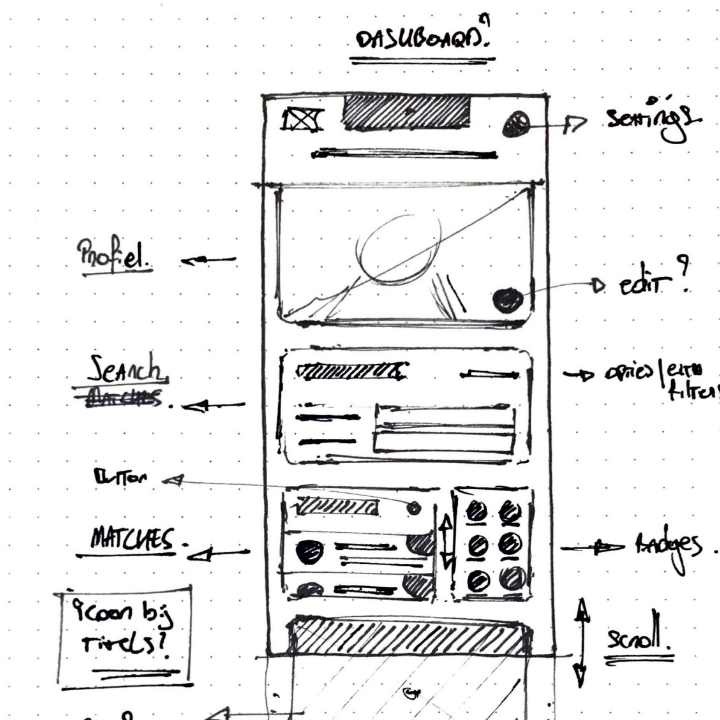 DASHBOARD.
Settings
Profiel.
edit?
Search
MATCHES.
opties/extra
filters
Button
MATCHES.
Badges.
icoon bij
titels?
Scroll.